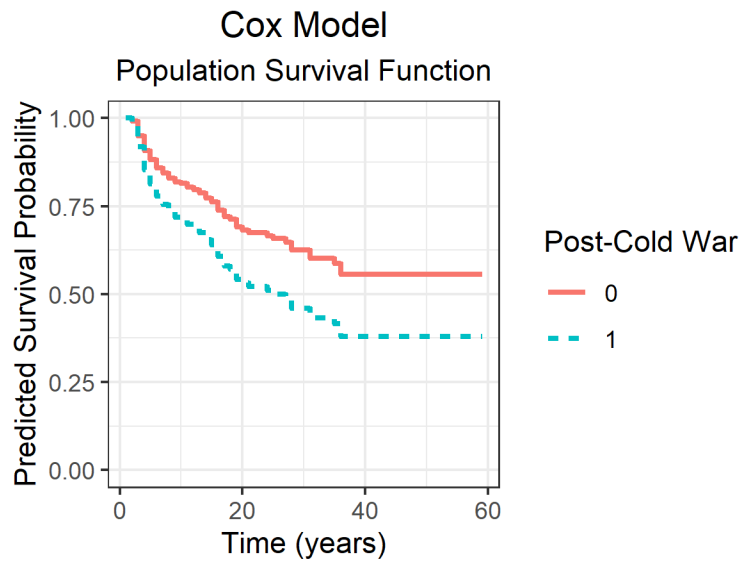 Cox Model
Population Survival Function
Predicted Survival Probability
1.00
0.75
0.50
0.25
0.00
0 20 40 60
Time (years)
Post-Cold War
0
1